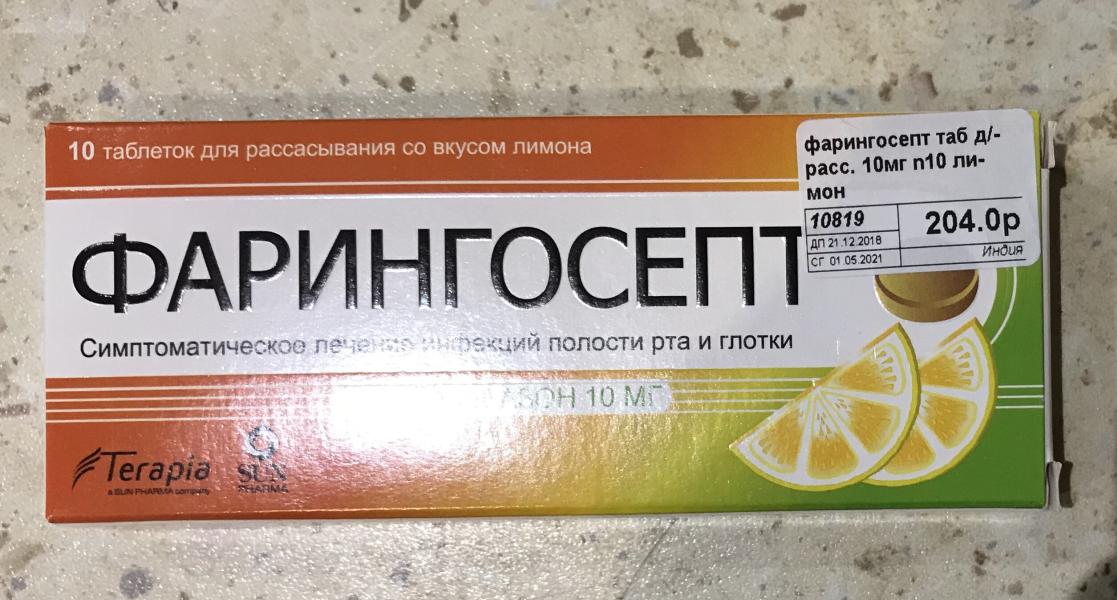 10 таблеток для рассасывания со вкусом лимона
фарингосепт таб д/-
расс. 10мг n10 ли-
мон
10819
204.0р
ДП 21.12.2018
СГ 01.05.2021
Индия
ФАРИНГОСЕПТ
Симптоматическое лечение инфекций полости рта и глотки
10 МГ
Terapia
a SUN PHARMA company
SUN
PHARMA